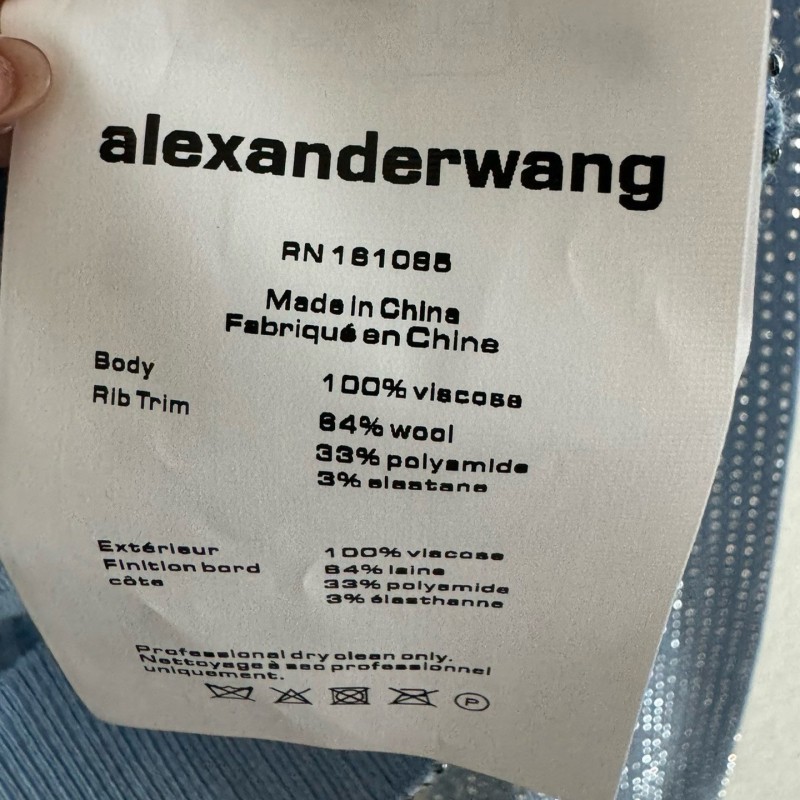 alexanderwang
RN 161085
Made in China
Fabriqué en Chine
Body 100% viscose
Rib Trim 64% wool
33% polyamide
3% elastane
Extérieur 100% viscose
Finition bord 64% laine
côte 33% polyamide
3% élasthanne
Professional dry clean only.
Nettoyage à sec professionnel
uniquement.
P